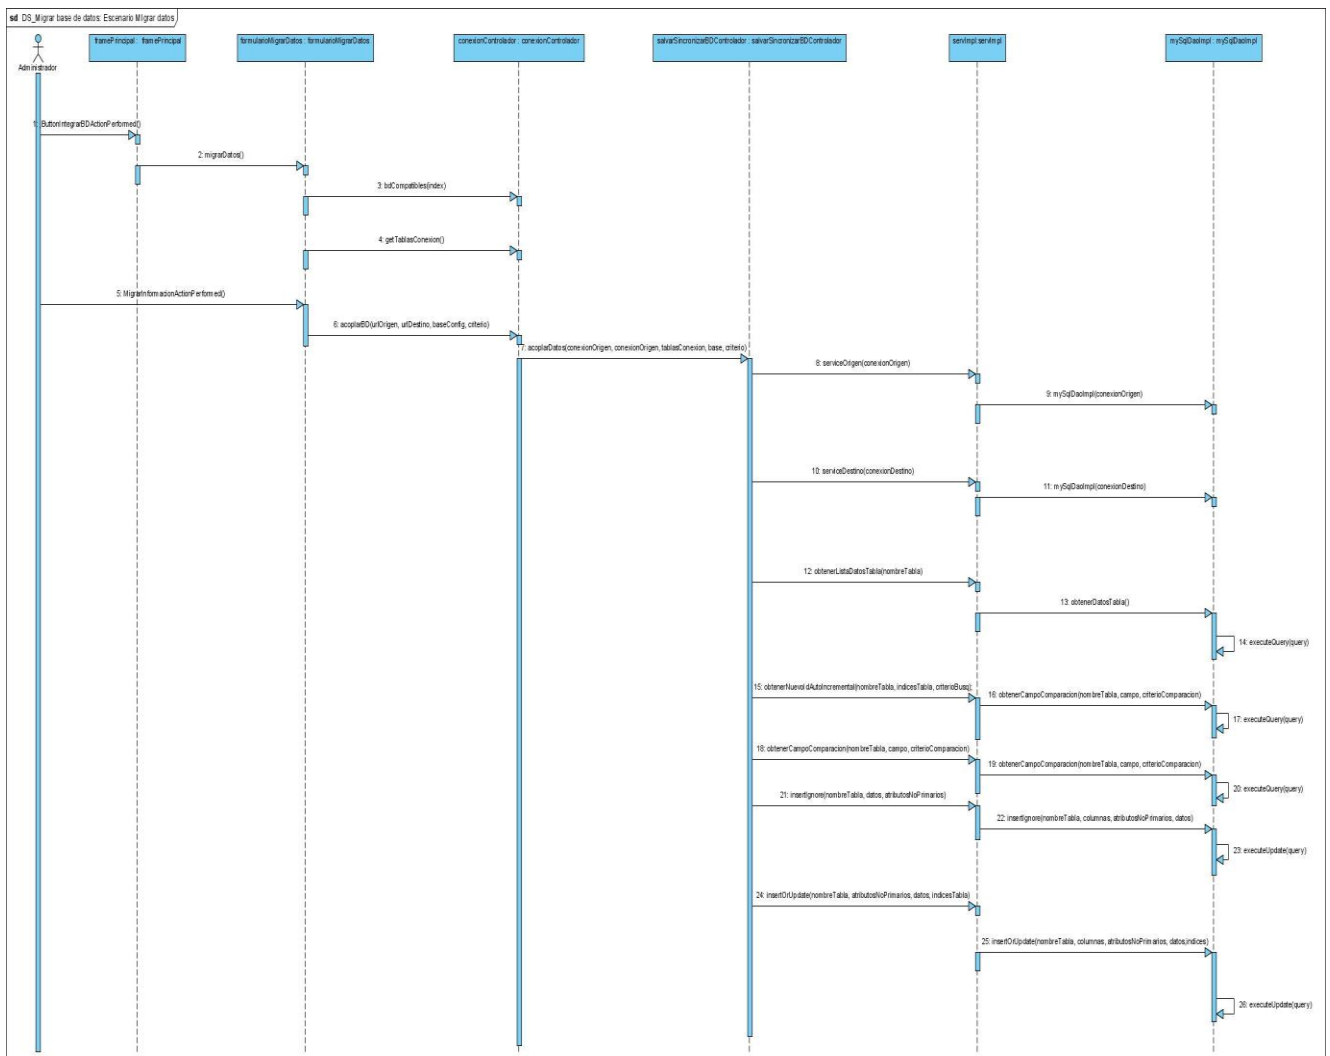 sd DS_Migrar base de datos: Escenario Migrar datos
Administrador
framePrincipal : framePrincipal
formularioMigrarDatos : formularioMigrarDatos
conexionControlador : conexionControlador
salvarSincronizarBDControlador : salvarSincronizarBDControlador
servImpl:servImpl
mySqlDaoImpl : mySqlDaoImpl
1: ButtonIntegrarBDActionPerformed()
2: migrarDatos()
3: bdCompatibles(index)
4: getTablasConexion()
5: MigrarInformacionActionPerformed()
6: acoplarBD(urlOrigen, urlDestino, baseConfig, criterio)
7: acoplarDatos(conexionOrigen, conexionOrigen, tablasConexion, base, criterio)
8: serviceOrigen(conexionOrigen)
9: mySqlDaoImpl(conexionOrigen)
10: serviceDestino(conexionDestino)
11: mySqlDaoImpl(conexionDestino)
12: obtenerListaDatosTabla(nombreTabla)
13: obtenerDatosTabla()
14: executeQuery(query)
15: obtenerNuevoIdAutoIncremental(nombreTabla, indicesTabla, criterioBusq)
16: obtenerCampoComparacion(nombreTabla, campo, criterioComparacion)
17: executeQuery(query)
18: obtenerCampoComparacion(nombreTabla, campo, criterioComparacion)
19: obtenerCampoComparacion(nombreTabla, campo, criterioComparacion)
20: executeQuery(query)
21: insertIgnore(nombreTabla, datos, atributosNoPrimarios)
22: insertIgnore(nombreTabla, columnas, atributosNoPrimarios, datos)
23: executeUpdate(query)
24: insertOrUpdate(nombreTabla, atributosNoPrimarios, datos, indicesTabla)
25: insertOrUpdate(nombreTabla, columnas, atributosNoPrimarios, datos,indices)
26: executeUpdate(query)